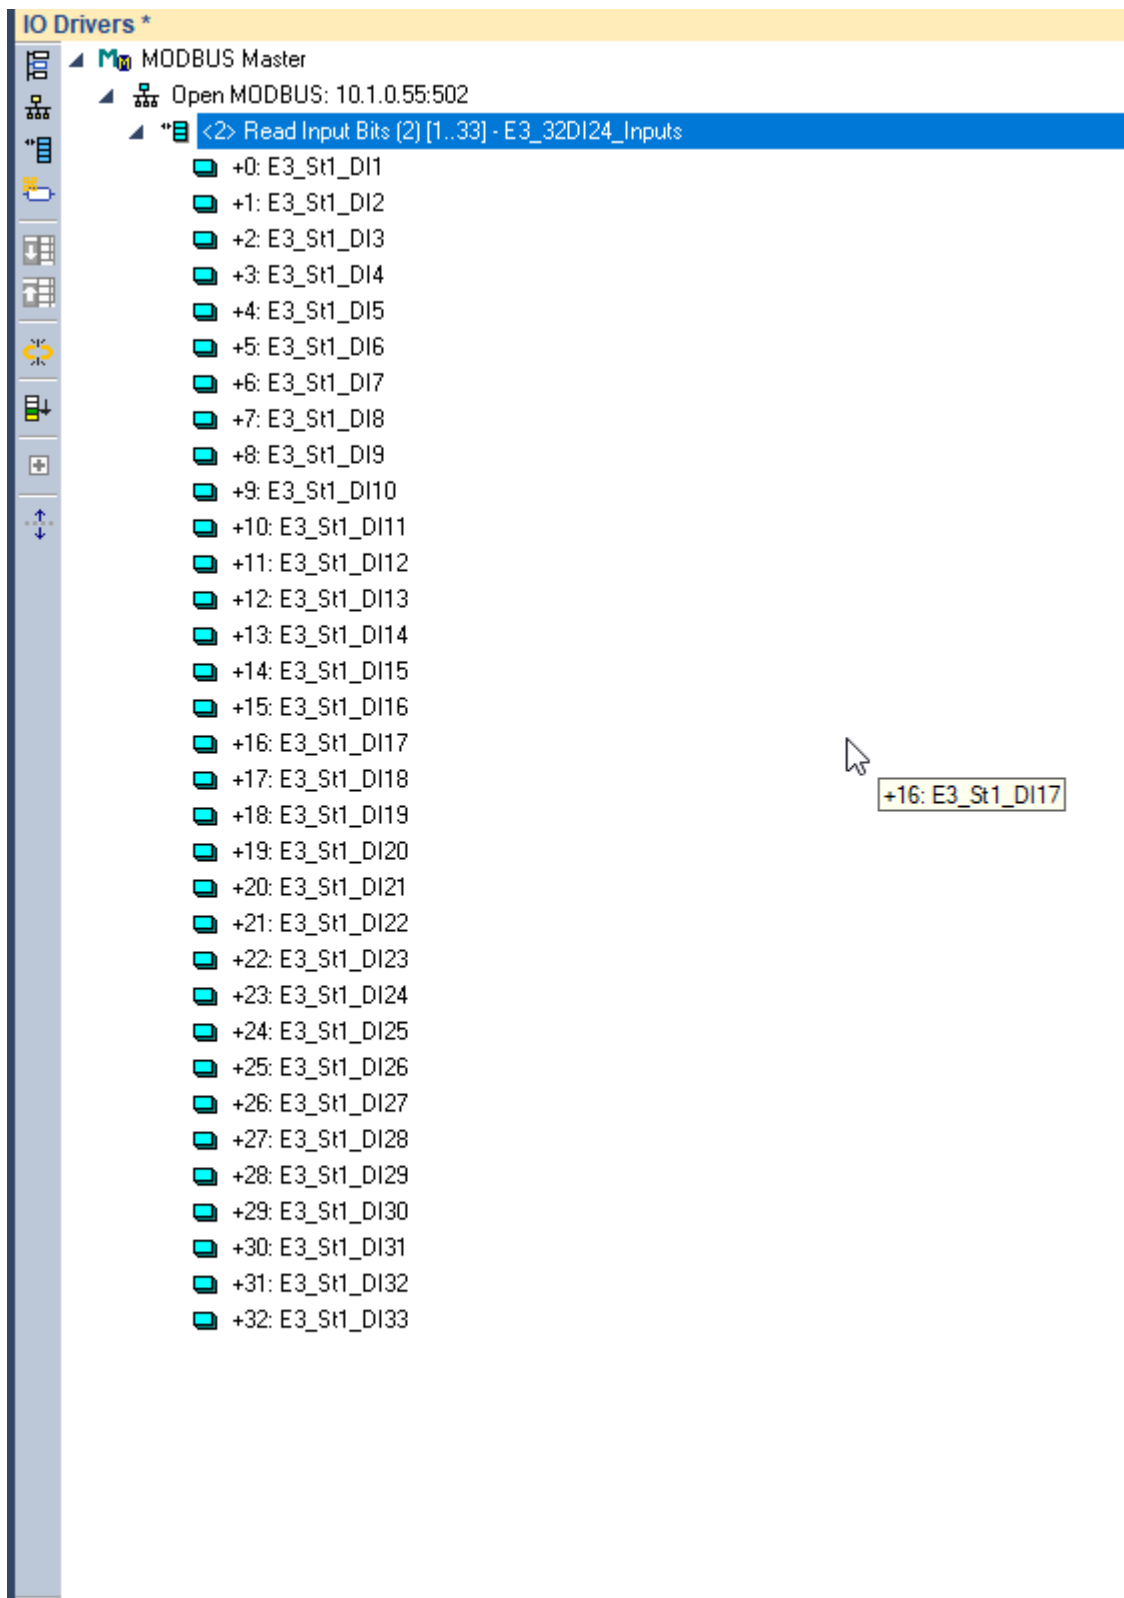 IO Drivers *
MODBUS Master
Open MODBUS: 10.1.0.55:502
<2> Read Input Bits (2) [1..33] - E3_32DI24_Inputs
+0: E3_St1_DI1
+1: E3_St1_DI2
+2: E3_St1_DI3
+3: E3_St1_DI4
+4: E3_St1_DI5
+5: E3_St1_DI6
+6: E3_St1_DI7
+7: E3_St1_DI8
+8: E3_St1_DI9
+9: E3_St1_DI10
+10: E3_St1_DI11
+11: E3_St1_DI12
+12: E3_St1_DI13
+13: E3_St1_DI14
+14: E3_St1_DI15
+15: E3_St1_DI16
+16: E3_St1_DI17
+17: E3_St1_DI18
+16: E3_St1_DI17
+18: E3_St1_DI19
+19: E3_St1_DI20
+20: E3_St1_DI21
+21: E3_St1_DI22
+22: E3_St1_DI23
+23: E3_St1_DI24
+24: E3_St1_DI25
+25: E3_St1_DI26
+26: E3_St1_DI27
+27: E3_St1_DI28
+28: E3_St1_DI29
+29: E3_St1_DI30
+30: E3_St1_DI31
+31: E3_St1_DI32
+32: E3_St1_DI33